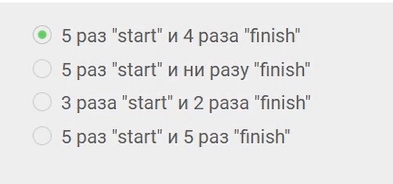 5 раз "start" и 4 раза "finish"
5 раз "start" и ни разу "finish"
3 раза "start" и 2 раза "finish"
5 раз "start" и 5 раз "finish"